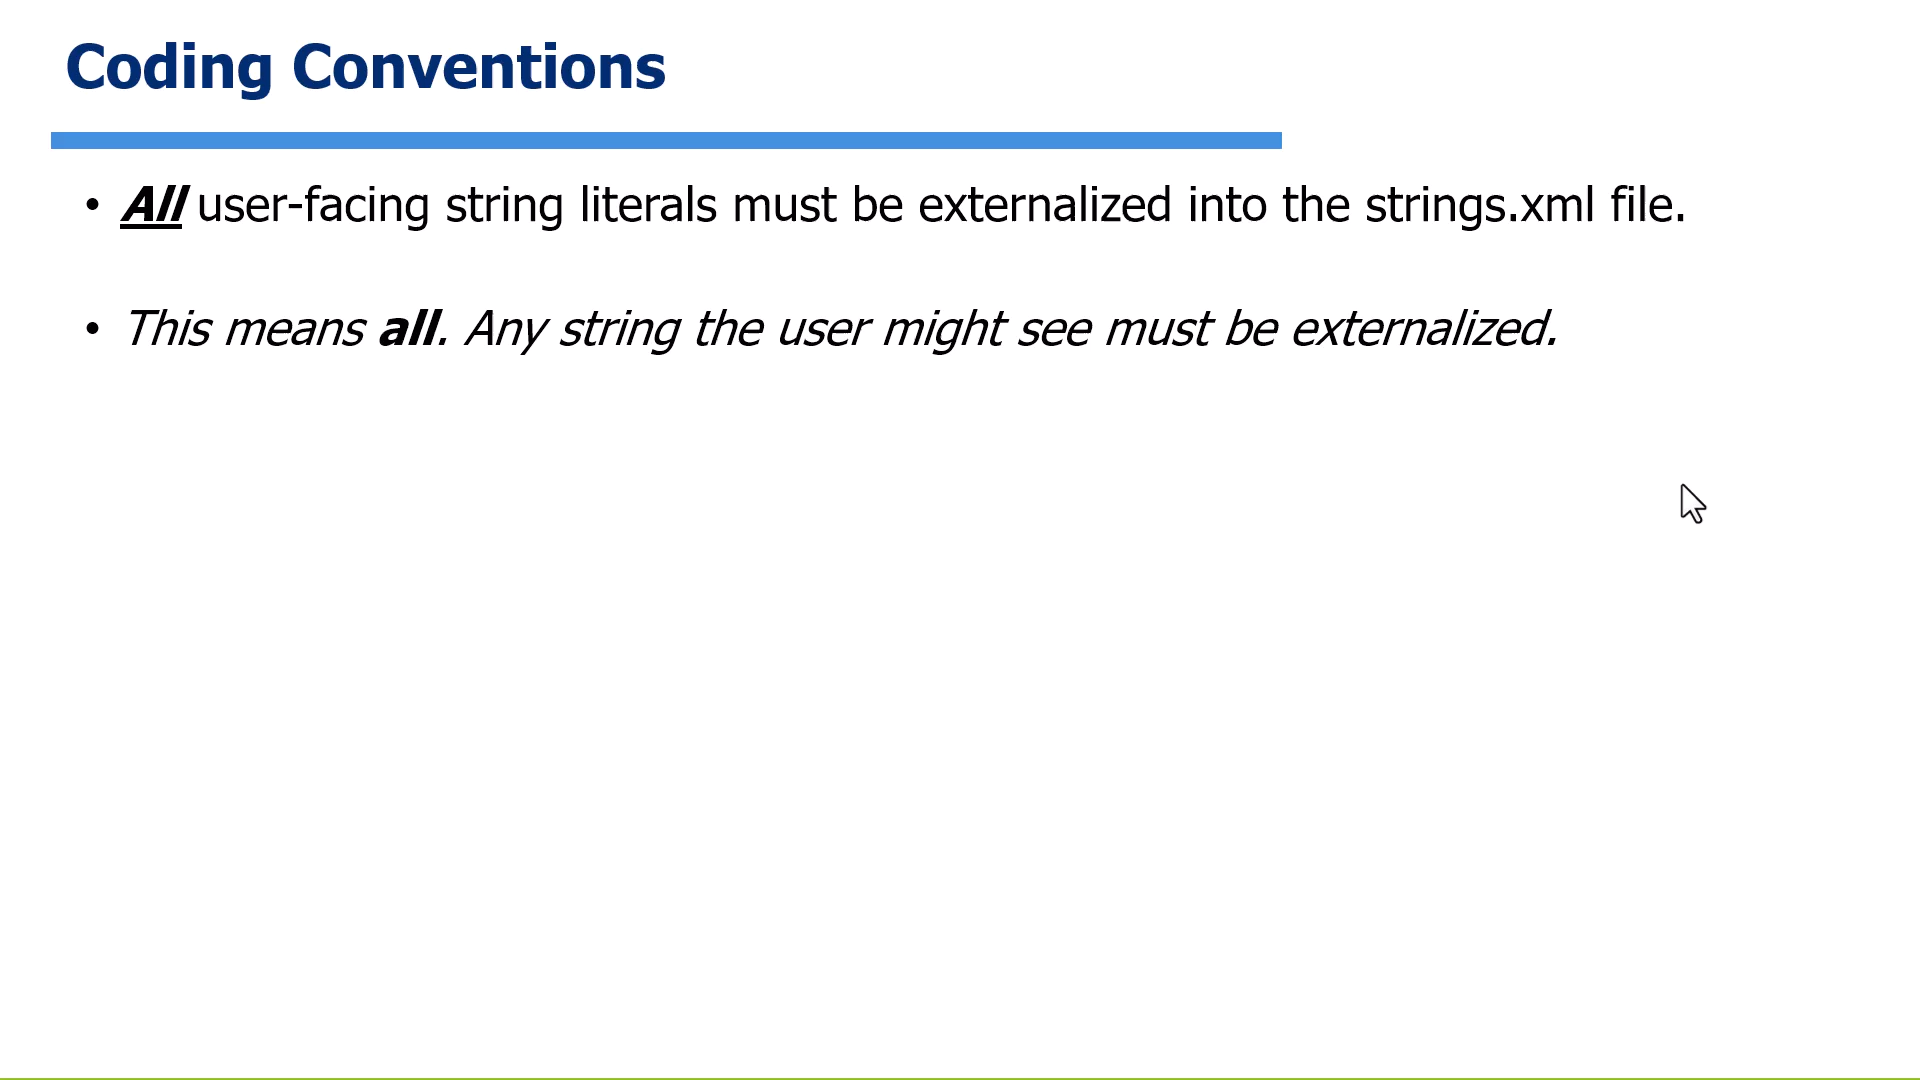 Coding Conventions
• All user-facing string literals must be externalized into the strings.xml file.
• This means all. Any string the user might see must be externalized.